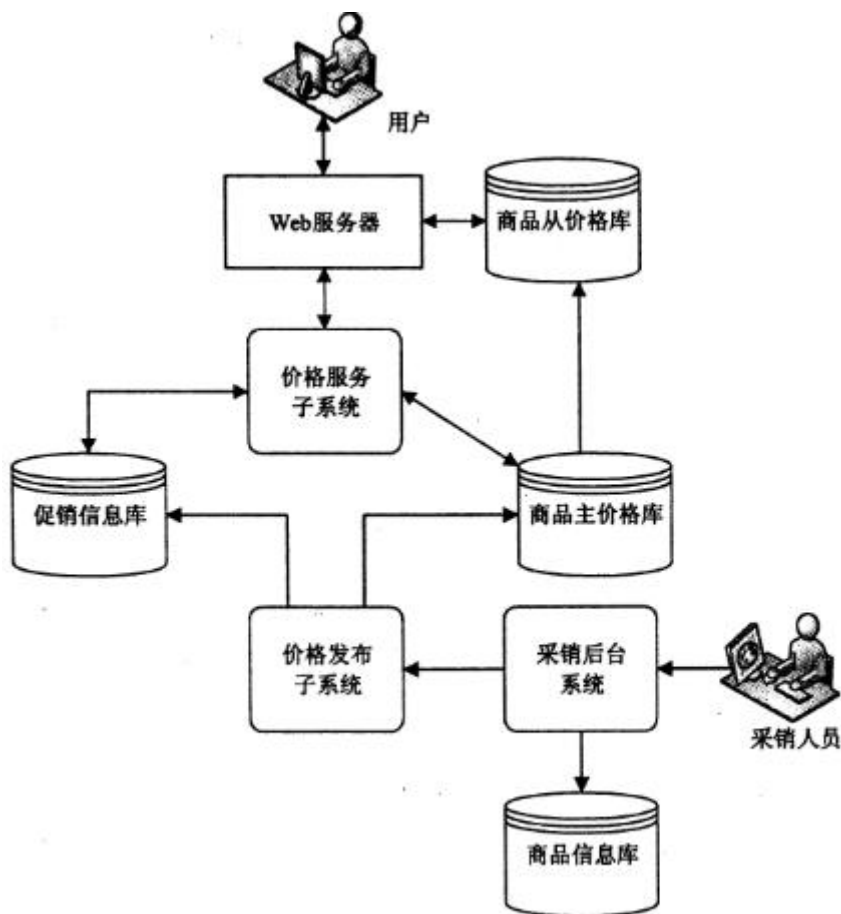 用户
Web服务器
商品从价格库
价格服务
子系统
促销信息库
商品主价格库
价格发布
子系统
采销后台
系统
采销人员
商品信息库